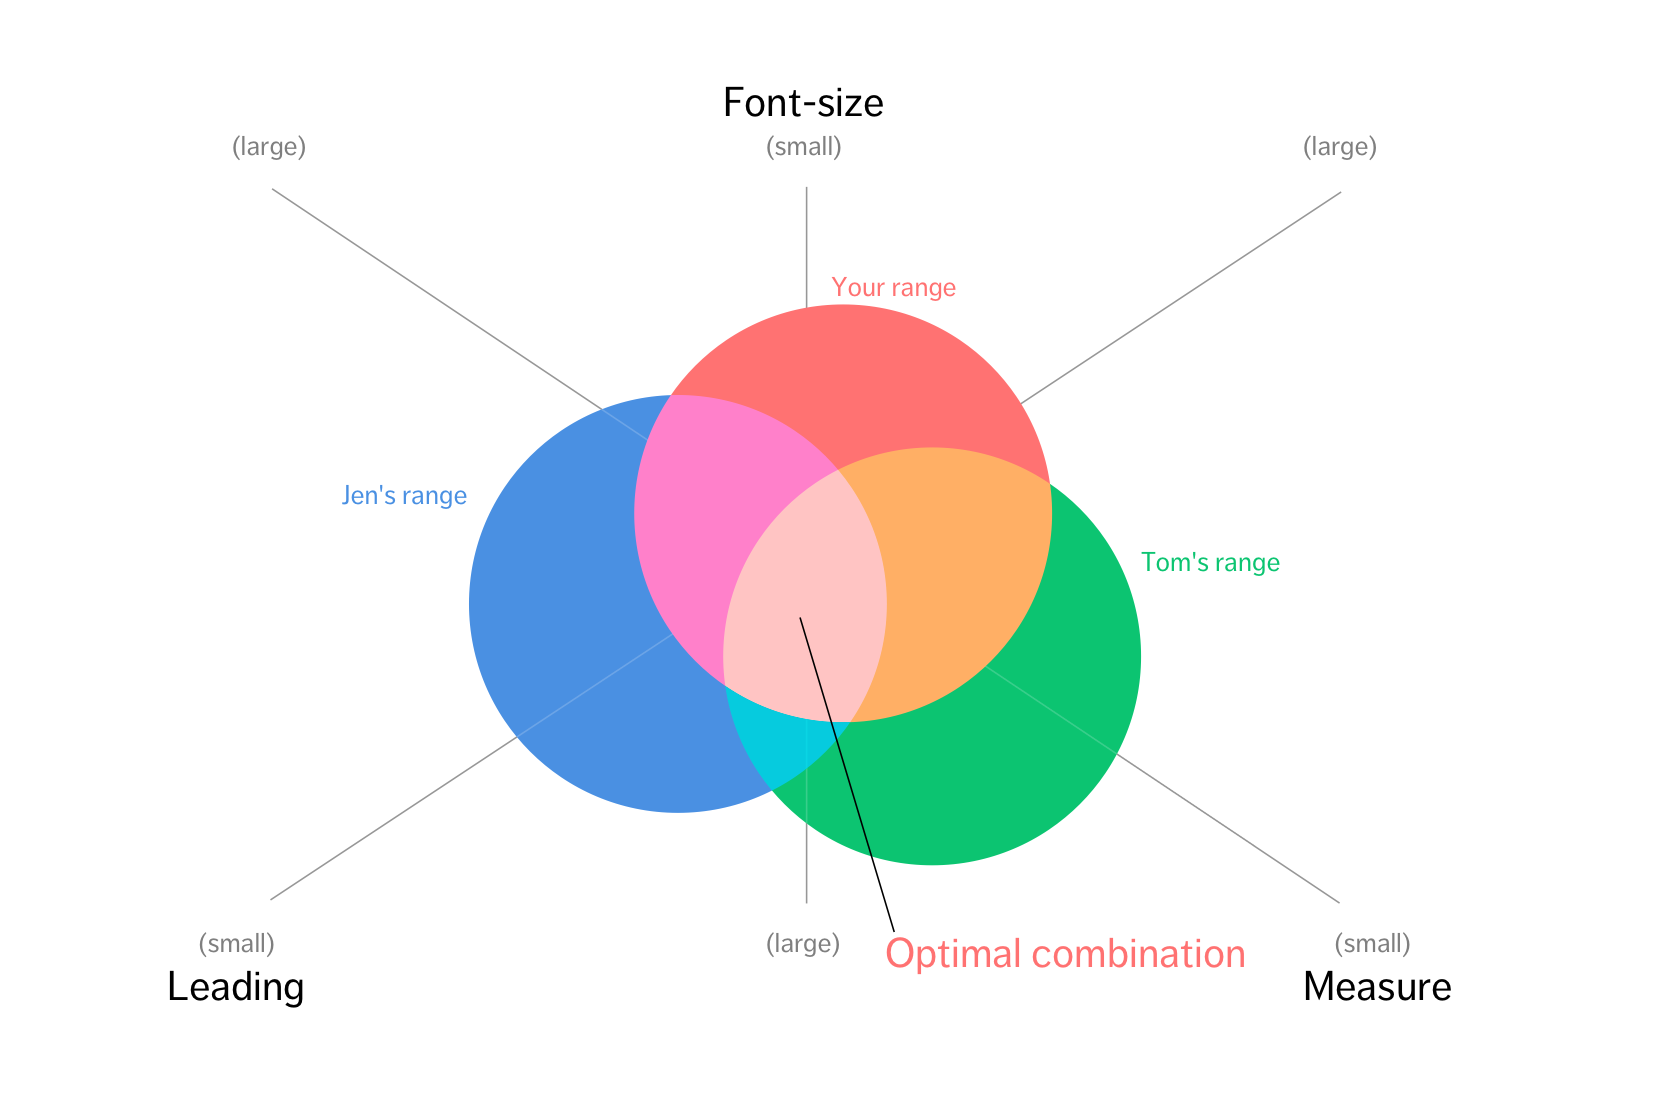 Font-size
(large)
(small)
(large)
Your range
Jen's range
Tom's range
(small)
(large)
Optimal combination
(small)
Leading
Measure